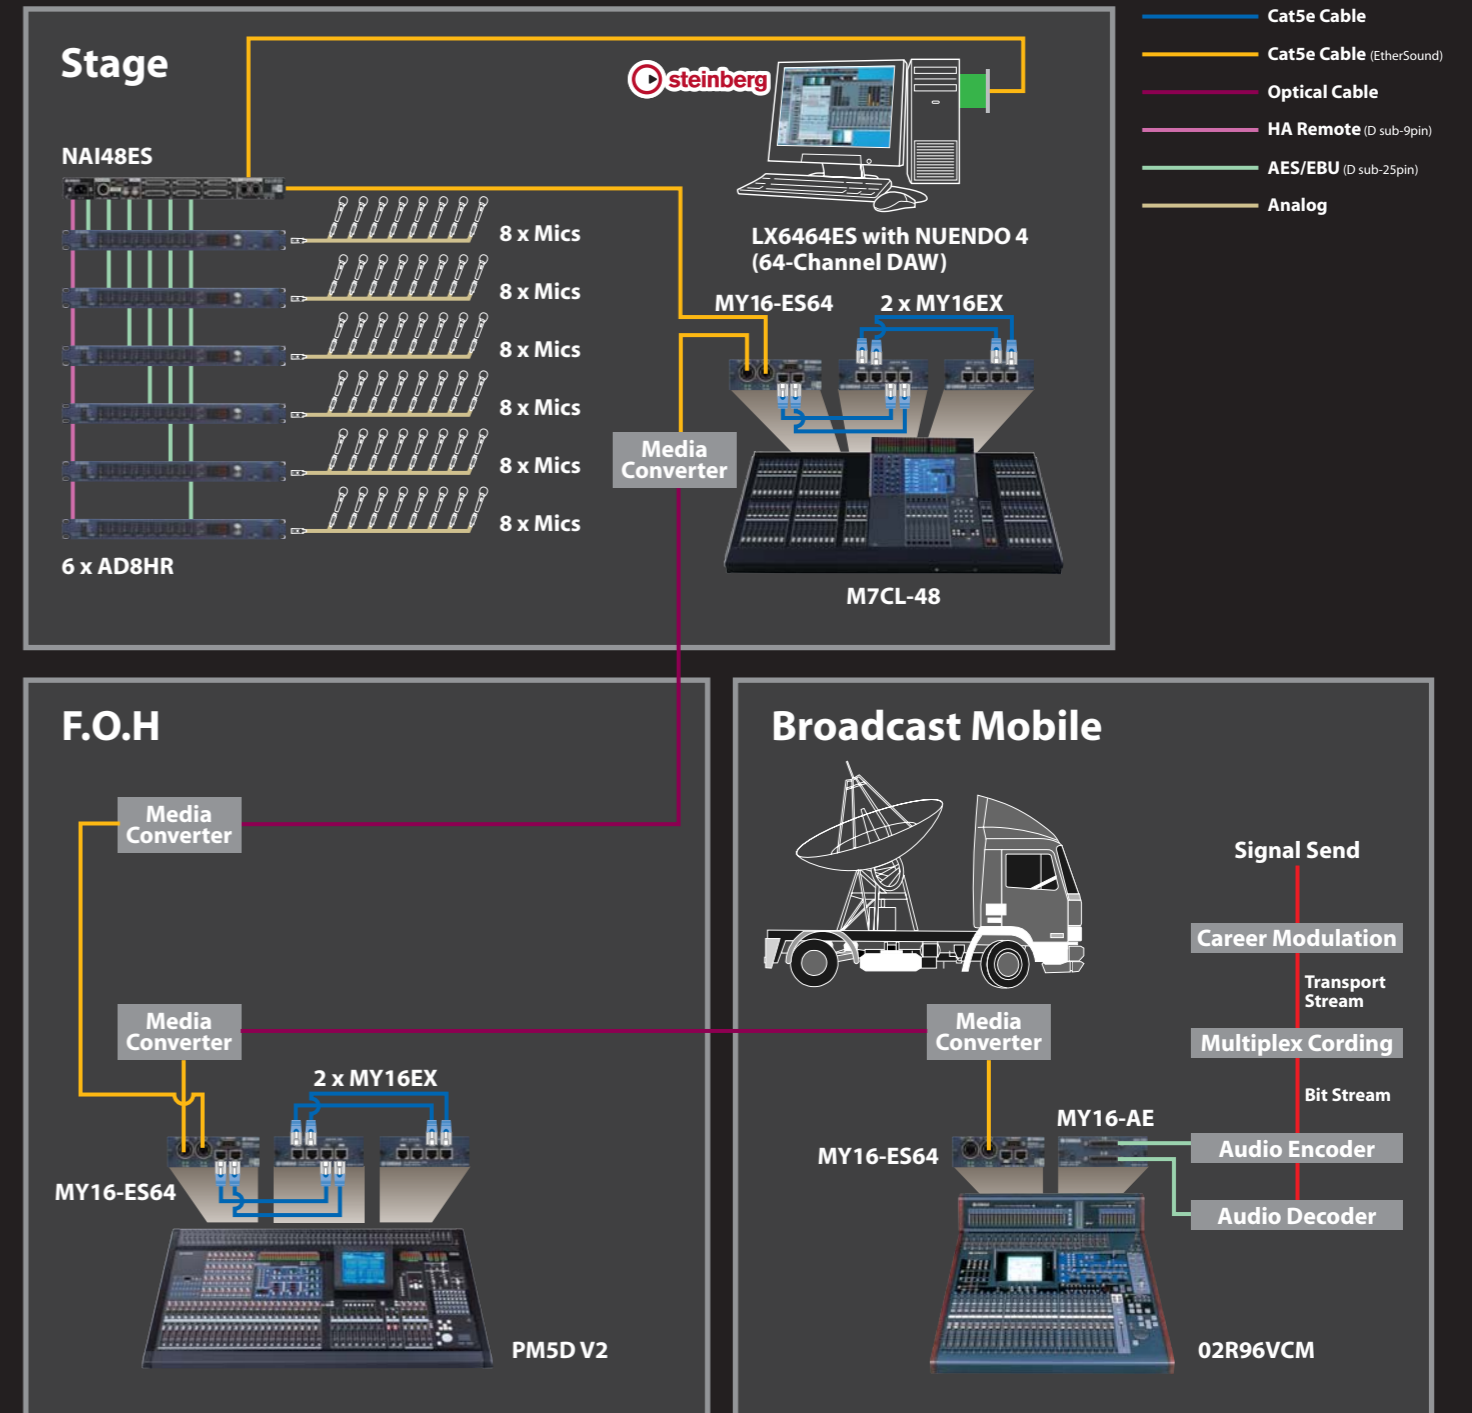 Cat5e Cable
Cat5e Cable (EtherSound)
Optical Cable
HA Remote (D sub-9pin)
AES/EBU (D sub-25pin)
Analog
Stage
steinberg
NAI48ES
8 x Mics
8 x Mics
8 x Mics
8 x Mics
8 x Mics
8 x Mics
6 x AD8HR
LX6464ES with NUENDO 4
(64-Channel DAW)
MY16-ES64
2 x MY16EX
Media
Converter
M7CL-48
F.O.H
Media
Converter
Media
Converter
2 x MY16EX
MY16-ES64
PM5D V2
Broadcast Mobile
Signal Send
Career Modulation
Transport
Stream
Multiplex Cording
Bit Stream
Media
Converter
MY16-AE
MY16-ES64
Audio Encoder
Audio Decoder
02R96VCM